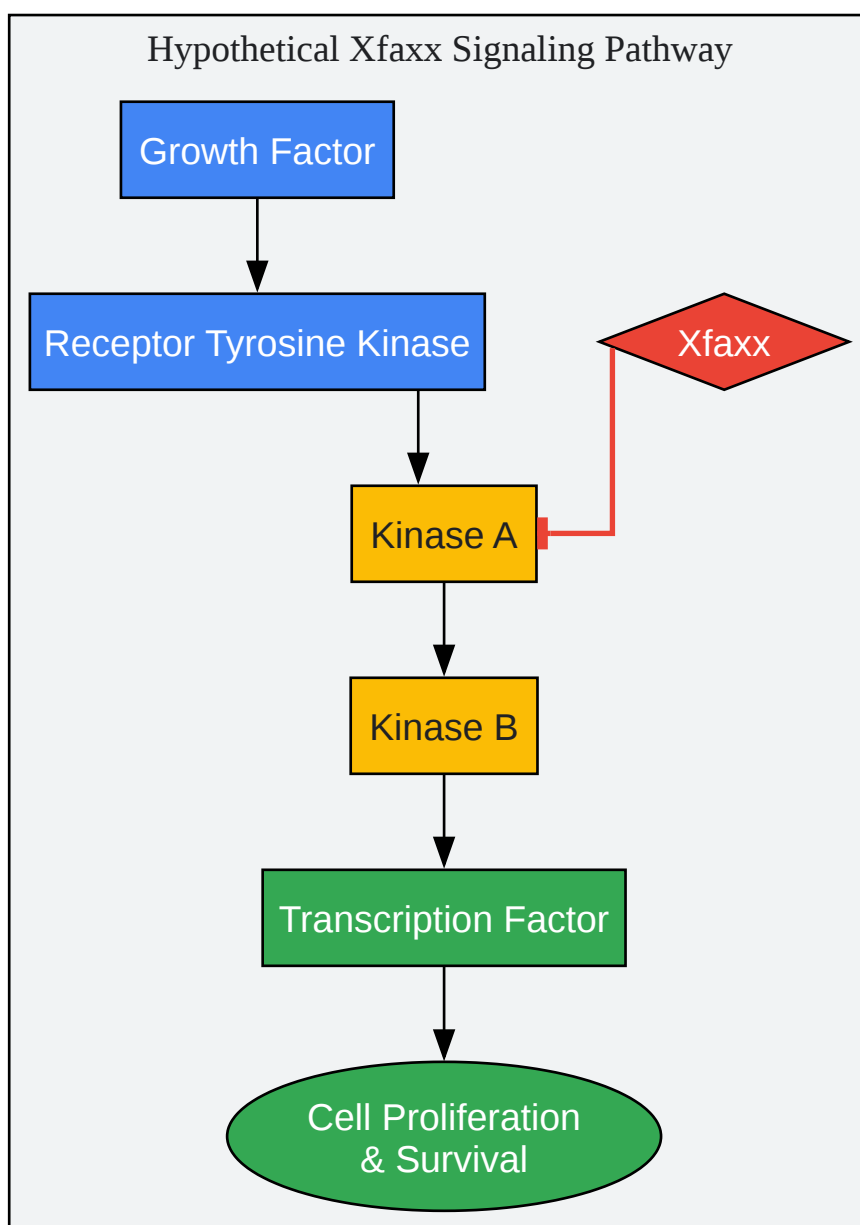 Hypothetical Xfaxx Signaling Pathway
Growth Factor
Receptor Tyrosine Kinase
Xfaxx
Kinase A
Kinase B
Transcription Factor
Cell Proliferation
& Survival